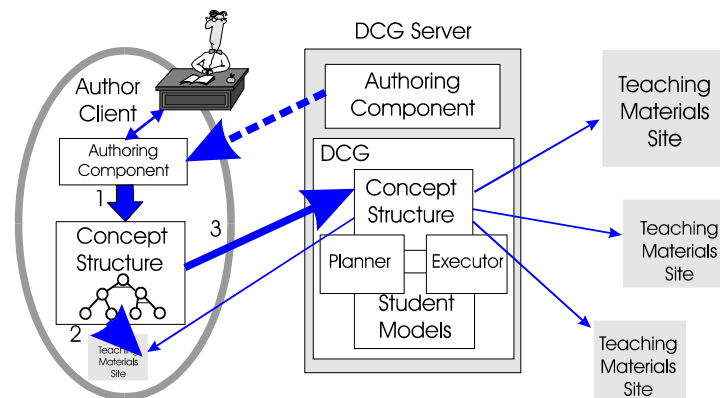 DCG Server
Author
Client
Authoring
Component
1
Concept
Structure
2
Teaching
Materials
Site
3
Authoring
Component
DCG
Concept
Structure
Planner
Executor
Student
Models
Teaching
Materials
Site
Teaching
Materials
Site
Teaching
Materials
Site